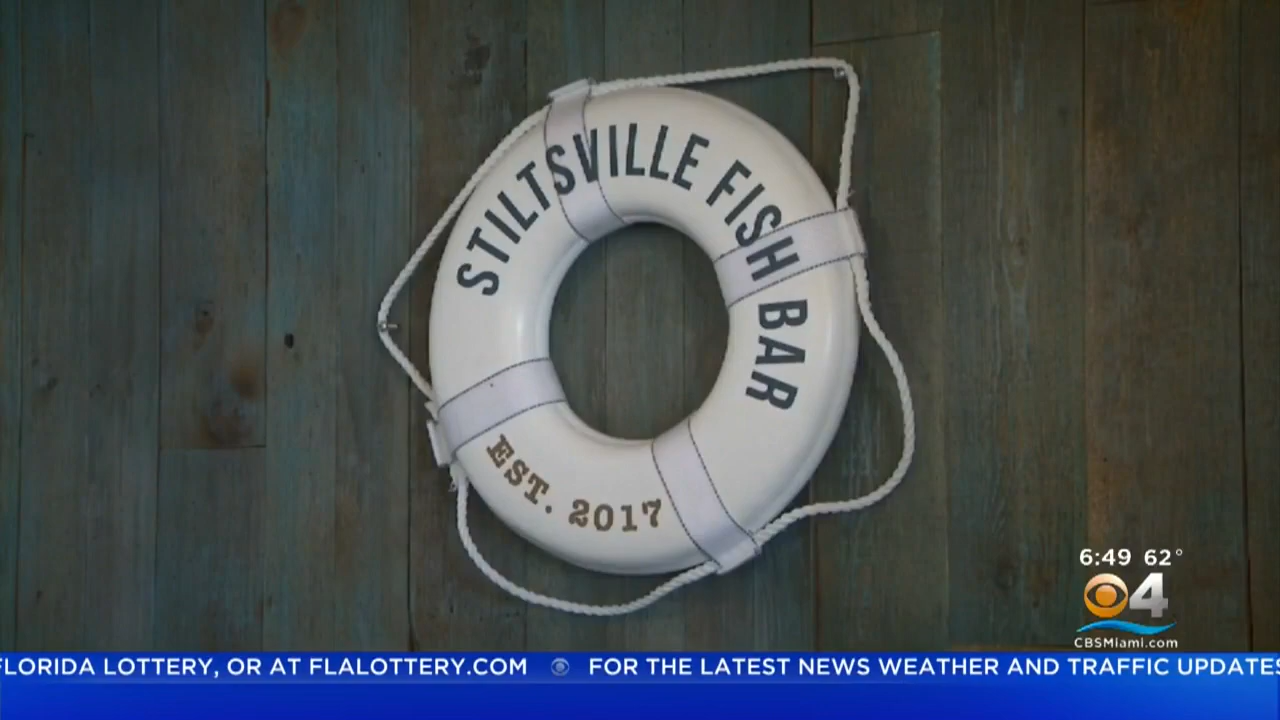 STILTSVILLE FISH BAR
EST. 2017
6:49 62°
4
CBSMiami.com
FLORIDA LOTTERY, OR AT FLALOTTERY.COM FOR THE LATEST NEWS WEATHER AND TRAFFIC UPDATES